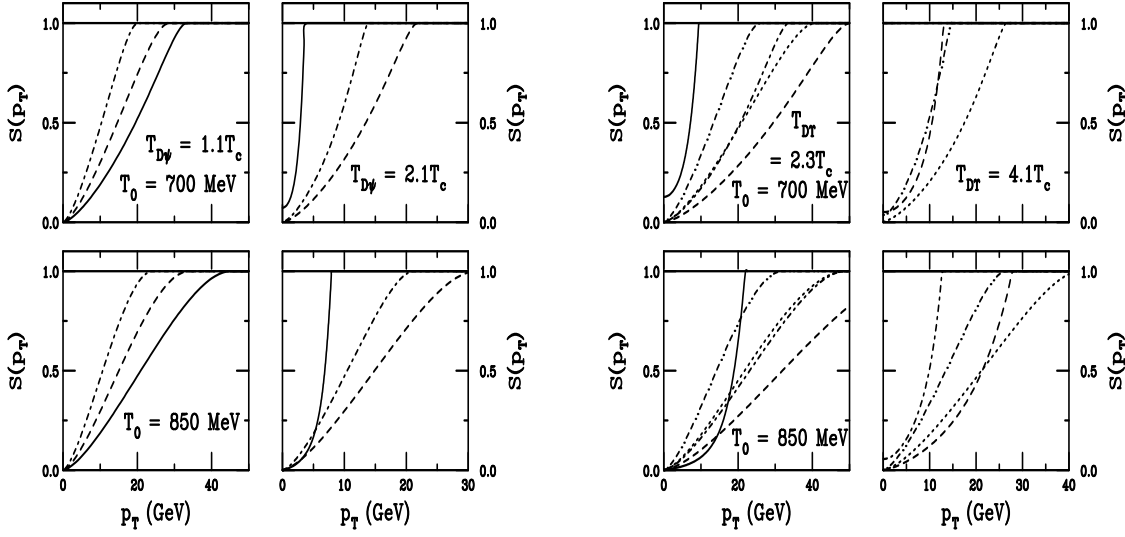 1.0 1.0 1.0 1.0
S(p_T) 0.5 0.5 S(p_T) S(p_T) 0.5 0.5 S(p_T)
T_Dψ = 1.1T_c
T_0 = 700 MeV
T_Dψ = 2.1T_c
T_DΥ
= 2.3T_c
T_0 = 700 MeV
T_DΥ = 4.1T_c
0.0 0.0 0.0 0.0
1.0 1.0 1.0 1.0
S(p_T) 0.5 0.5 S(p_T) S(p_T) 0.5 0.5 S(p_T)
T_0 = 850 MeV
T_0 = 850 MeV
0.0 0.0 0.0 0.0
0 20 40 0 10 20 30 0 20 40 0 10 20 30 40
p_T (GeV) p_T (GeV) p_T (GeV) p_T (GeV)